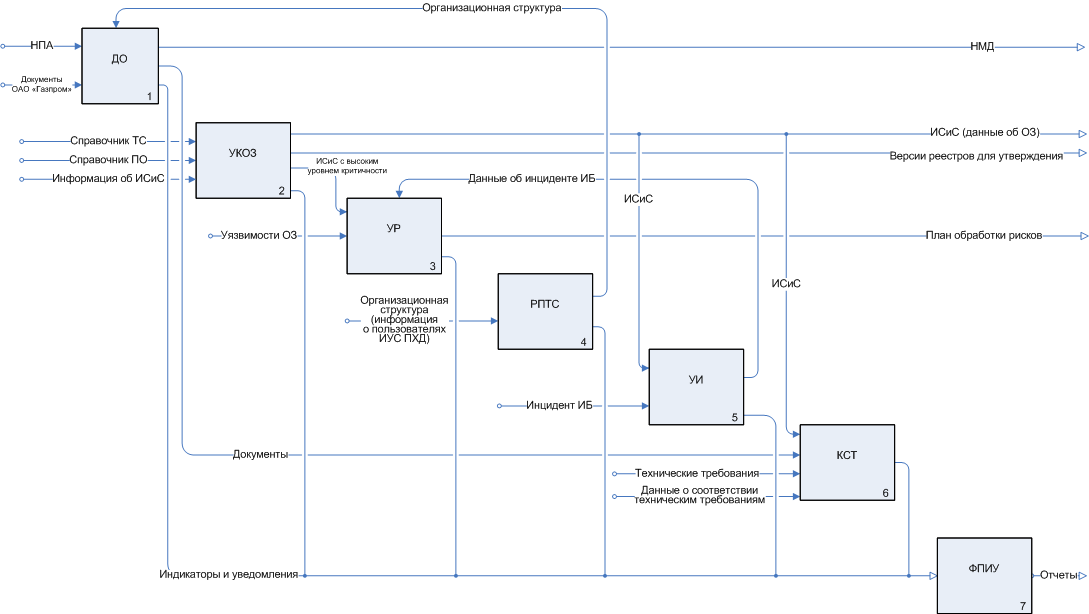 Организационная структура
НПА
НМД
ДО
Документы
ОАО «Газпром»
1
Справочник ТС
Справочник ПО
Информация об ИСиС
УКОЗ
2
ИСиС (данные об ОЗ)
Версии реестров для утверждения
ИСиС с высоким
уровнем критичности
Данные об инциденте ИБ
ИСиС
Уязвимости ОЗ
УР
3
План обработки рисков
ИСиС
Организационная
структура
(информация
о пользователях
ИУС ПХД)
РПТС
4
Инцидент ИБ
УИ
5
Документы
Технические требования
Данные о соответствии
техническим требованиям
КСТ
6
Индикаторы и уведомления
ФПИУ
7
Отчеты